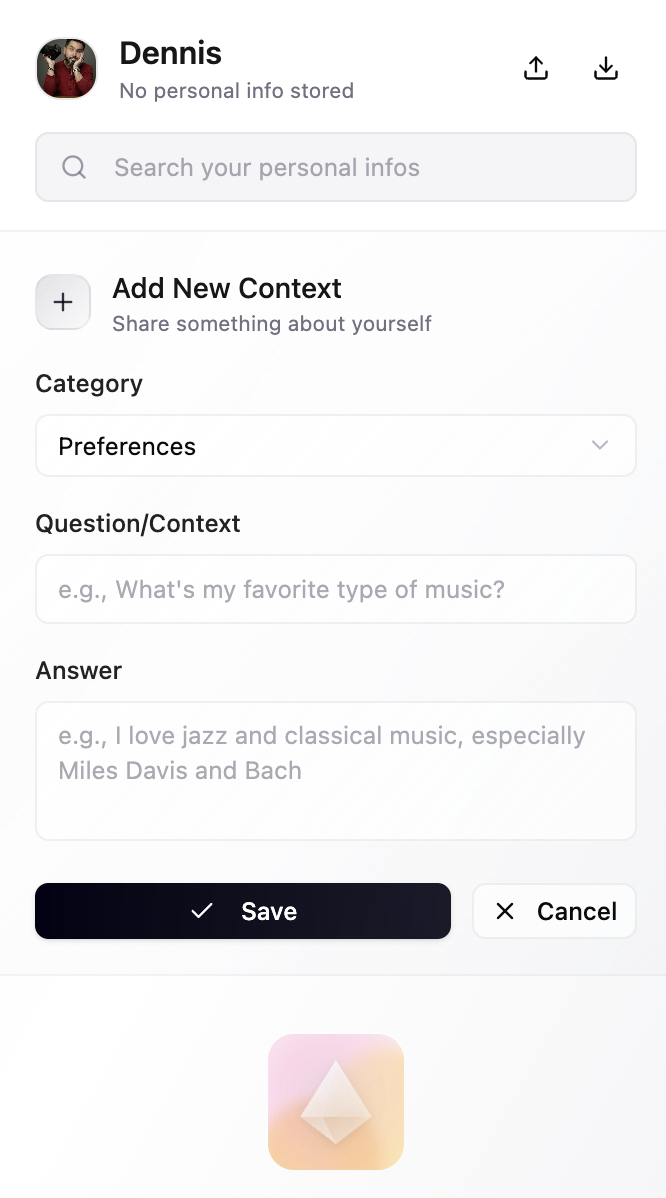 Dennis
No personal info stored
Search your personal infos
Add New Context
Share something about yourself
Category
Preferences
Question/Context
e.g., What's my favorite type of music?
Answer
e.g., I love jazz and classical music, especially
Miles Davis and Bach
Save
Cancel